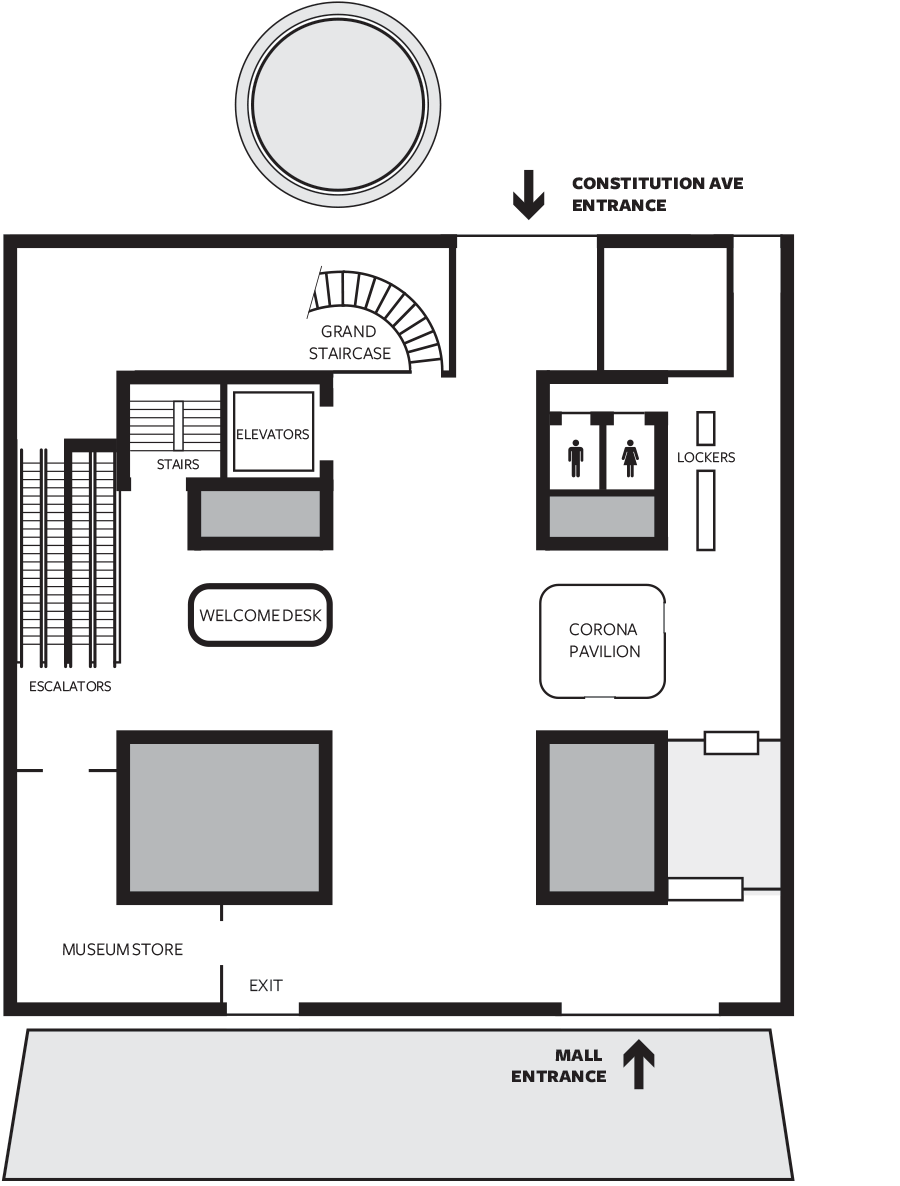 CONSTITUTION AVE
ENTRANCE
GRAND
STAIRCASE
ELEVATORS
STAIRS
LOCKERS
WELCOME DESK
CORONA
PAVILION
ESCALATORS
MUSEUM STORE
EXIT
MALL
ENTRANCE